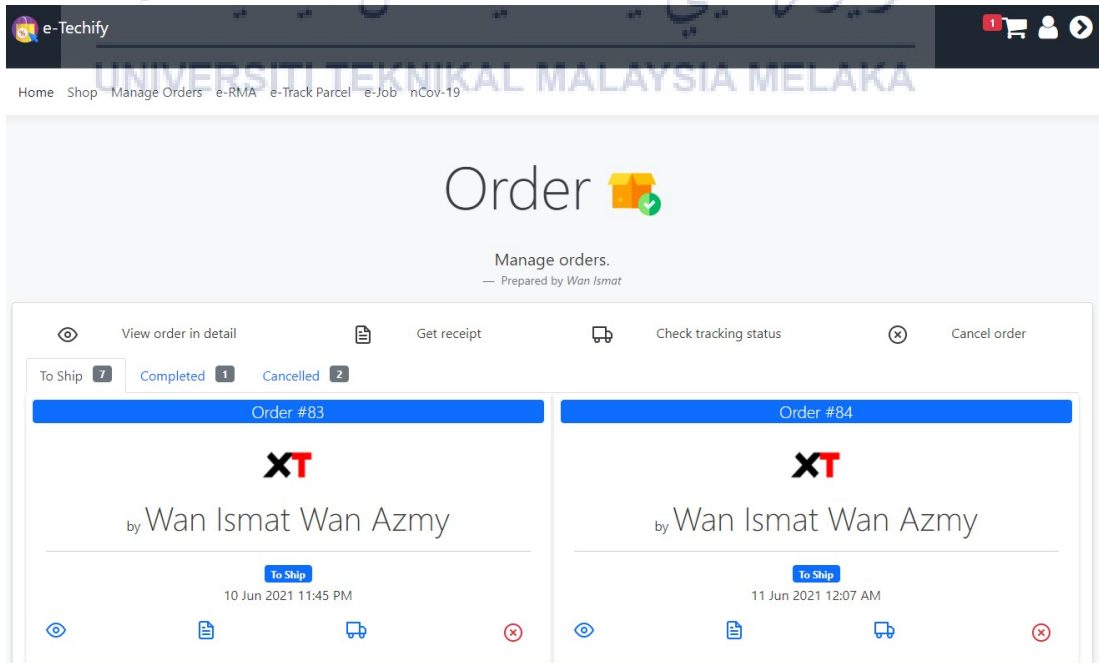 e-Techify
1
UNIVERSITI TEKNIKAL MALAYSIA MELAKA
Home Shop Manage Orders e-RMA e-Track Parcel e-Job nCov-19
Order
Manage orders.
— Prepared by Wan Ismat
View order in detail Get receipt Check tracking status Cancel order
To Ship 7 Completed 1 Cancelled 2
Order #83
XT
by Wan Ismat Wan Azmy
To Ship
10 Jun 2021 11:45 PM
Order #84
XT
by Wan Ismat Wan Azmy
To Ship
11 Jun 2021 12:07 AM